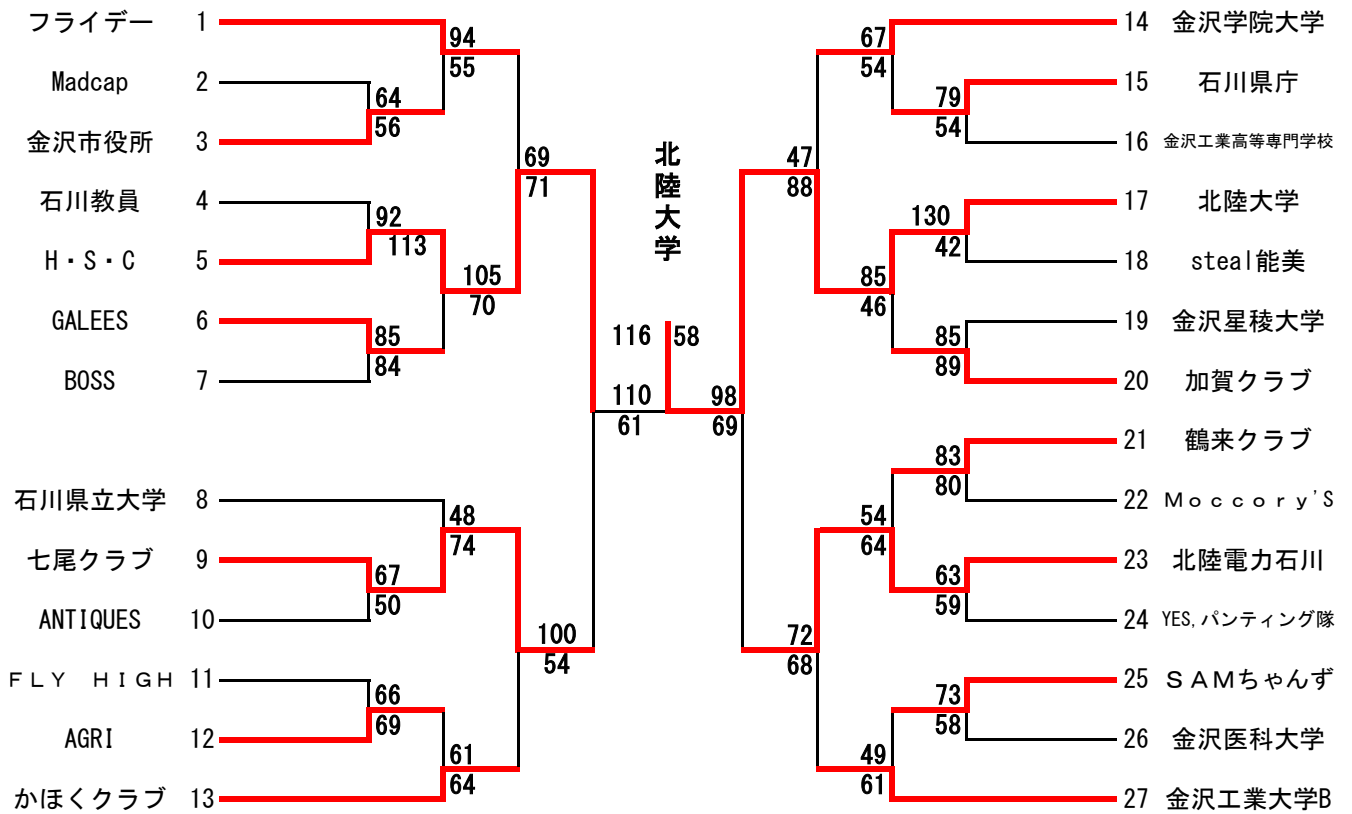 フライデー 1
Madcap 2
金沢市役所 3
石川教員 4
H・S・C 5
GALEES 6
BOSS 7
石川県立大学 8
七尾クラブ 9
ANTIQUES 10
ＦＬＹ　ＨＩＧＨ 11
AGRI 12
かほくクラブ 13
94
55
64
56
92
113
85
84
105
70
69
71
48
74
67
50
66
69
61
64
100
54
110
61
北陸大学
116 58
98
69
47
88
67
54
79
54
130
42
85
46
85
89
83
80
54
64
63
59
72
68
73
58
49
61
14 金沢学院大学
15 石川県庁
16 金沢工業高等専門学校
17 北陸大学
18 steal能美
19 金沢星稜大学
20 加賀クラブ
21 鶴来クラブ
22 Ｍｏｃｃｏｒｙ'S
23 北陸電力石川
24 YES,パンティング隊
25 ＳＡＭちゃんず
26 金沢医科大学
27 金沢工業大学B